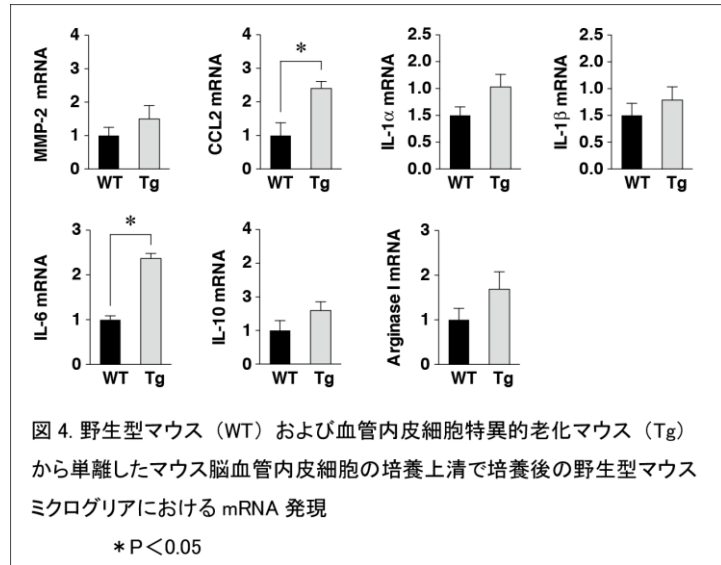 MMP-2 mRNA
4
3
2
1
0
WT Tg
CCL2 mRNA
4
3
2
1
0
*
WT Tg
IL-1α mRNA
2.5
1.0
1.5
0.5
0.0
WT Tg
IL-1β mRNA
2.5
1.0
1.5
0.5
0.0
WT Tg
IL-6 mRNA
3
2
1
0
*
WT Tg
IL-10 mRNA
4
2
3
1
0
WT Tg
Arginase I mRNA
3
2
1
0
WT Tg
図 4. 野生型マウス（WT）および血管内皮細胞特異的老化マウス（Tg）
から単離したマウス脳血管内皮細胞の培養上清で培養後の野生型マウス
ミクログリアにおける mRNA 発現
＊P＜0.05